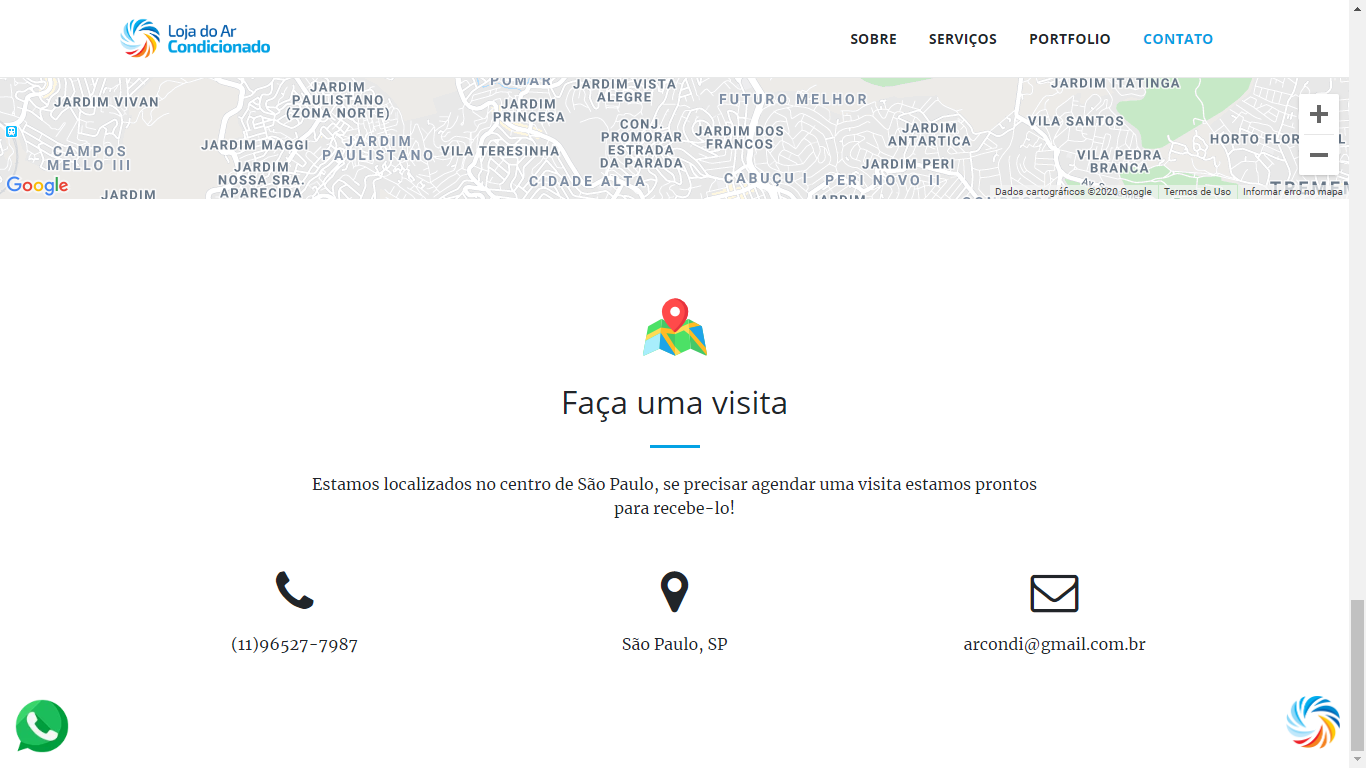 Loja do Ar
Condicionado
SOBRE SERVIÇOS PORTFOLIO CONTATO
POMAR
JARDIM VIVAN
JARDIM
PAULISTANO
(ZONA NORTE)
JARDIM
PRINCESA
JARDIM VISTA
ALEGRE
FUTURO MELHOR
JARDIM ITATINGA
CAMPOS
MELLO III
JARDIM MAGGI
JARDIM
PAULISTANO
VILA TERESINHA
CONJ.
PROMORAR
ESTRADA
DA PARADA
JARDIM DOS
FRANCOS
JARDIM
ANTARCTICA
VILA SANTOS
HORTO FLOR
JARDIM
NOSSA SRA.
APARECIDA
CIDADE ALTA
CABUÇU I
JARDIM PERI
PERI NOVO II
VILA PEDRA
BRANCA
TREMEN
Google
JARDIM
JARDIM
Dados cartográficos ©2020 Google
Termos de Uso
Informar erro no mapa
Faça uma visita
Estamos localizados no centro de São Paulo, se precisar agendar uma visita estamos prontos
para recebe-lo!
(11)96527-7987
São Paulo, SP
arcondi@gmail.com.br